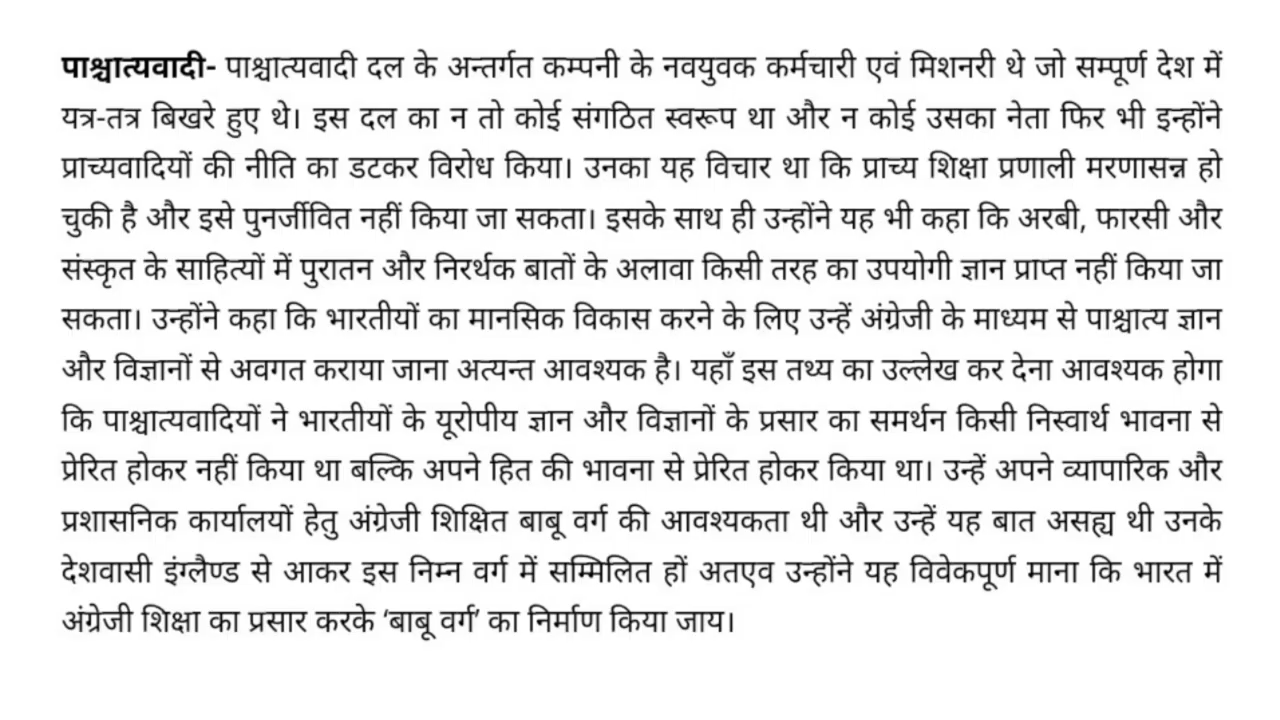 पाश्चात्यवादी- पाश्चात्यवादी दल के अन्तर्गत कम्पनी के नवयुवक कर्मचारी एवं मिशनरी थे जो सम्पूर्ण देश में
यत्र-तत्र बिखरे हुए थे। इस दल का न तो कोई संगठित स्वरूप था और न कोई उसका नेता फिर भी इन्होंने
प्राच्यवादियों की नीति का डटकर विरोध किया। उनका यह विचार था कि प्राच्य शिक्षा प्रणाली मरणासन्न हो
चुकी है और इसे पुनर्जीवित नहीं किया जा सकता। इसके साथ ही उन्होंने यह भी कहा कि अरबी, फारसी और
संस्कृत के साहित्यों में पुरातन और निरर्थक बातों के अलावा किसी तरह का उपयोगी ज्ञान प्राप्त नहीं किया जा
सकता। उन्होंने कहा कि भारतीयों का मानसिक विकास करने के लिए उन्हें अंग्रेजी के माध्यम से पाश्चात्य ज्ञान
और विज्ञानों से अवगत कराया जाना अत्यन्त आवश्यक है। यहाँ इस तथ्य का उल्लेख कर देना आवश्यक होगा
कि पाश्चात्यवादियों ने भारतीयों के यूरोपीय ज्ञान और विज्ञानों के प्रसार का समर्थन किसी निस्वार्थ भावना से
प्रेरित होकर नहीं किया था बल्कि अपने हित की भावना से प्रेरित होकर किया था। उन्हें अपने व्यापारिक और
प्रशासनिक कार्यालयों हेतु अंग्रेजी शिक्षित बाबू वर्ग की आवश्यकता थी और उन्हें यह बात असह्य थी उनके
देशवासी इंग्लैण्ड से आकर इस निम्न वर्ग में सम्मिलित हों अतएव उन्होंने यह विवेकपूर्ण माना कि भारत में
अंग्रेजी शिक्षा का प्रसार करके ‘बाबू वर्ग’ का निर्माण किया जाय।